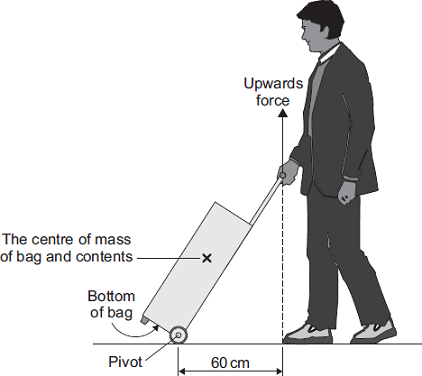 Upwards
force
The centre of mass
of bag and contents
Bottom
of bag
Pivot
60 cm